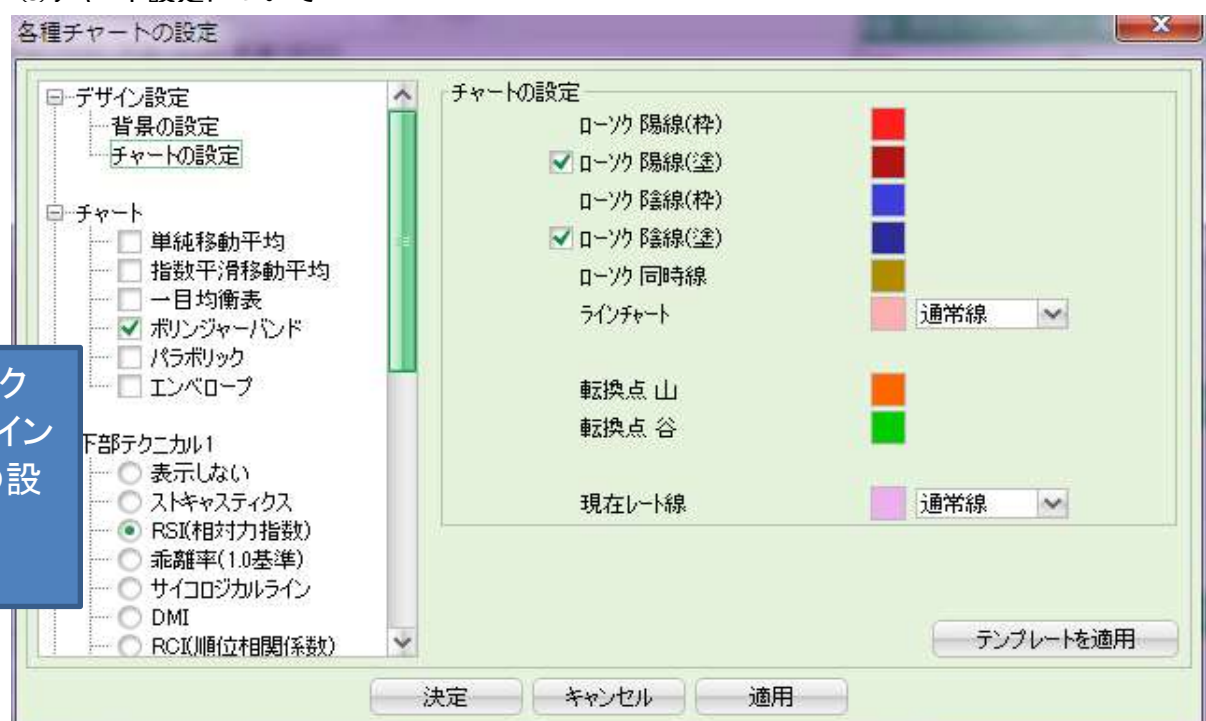 各種チャートの設定
デザイン設定
背景の設定
チャートの設定
チャート
単純移動平均
指数平滑移動平均
一目均衡表
ボリンジャーバンド
パラボリック
エンベロープ
下部テクニカル1
表示しない
ストキャスティクス
RSI(相対力指数)
乖離率(1.0基準)
サイコロジカルライン
DMI
RCI(順位相関係数)
ク
イン
設
チャートの設定
ローソク 陽線(枠)
ローソク 陽線(塗)
ローソク 陰線(枠)
ローソク 陰線(塗)
ローソク 同時線
ラインチャート 通常線
転換点 山
転換点 谷
現在レート線 通常線
テンプレートを適用
決定 キャンセル 適用